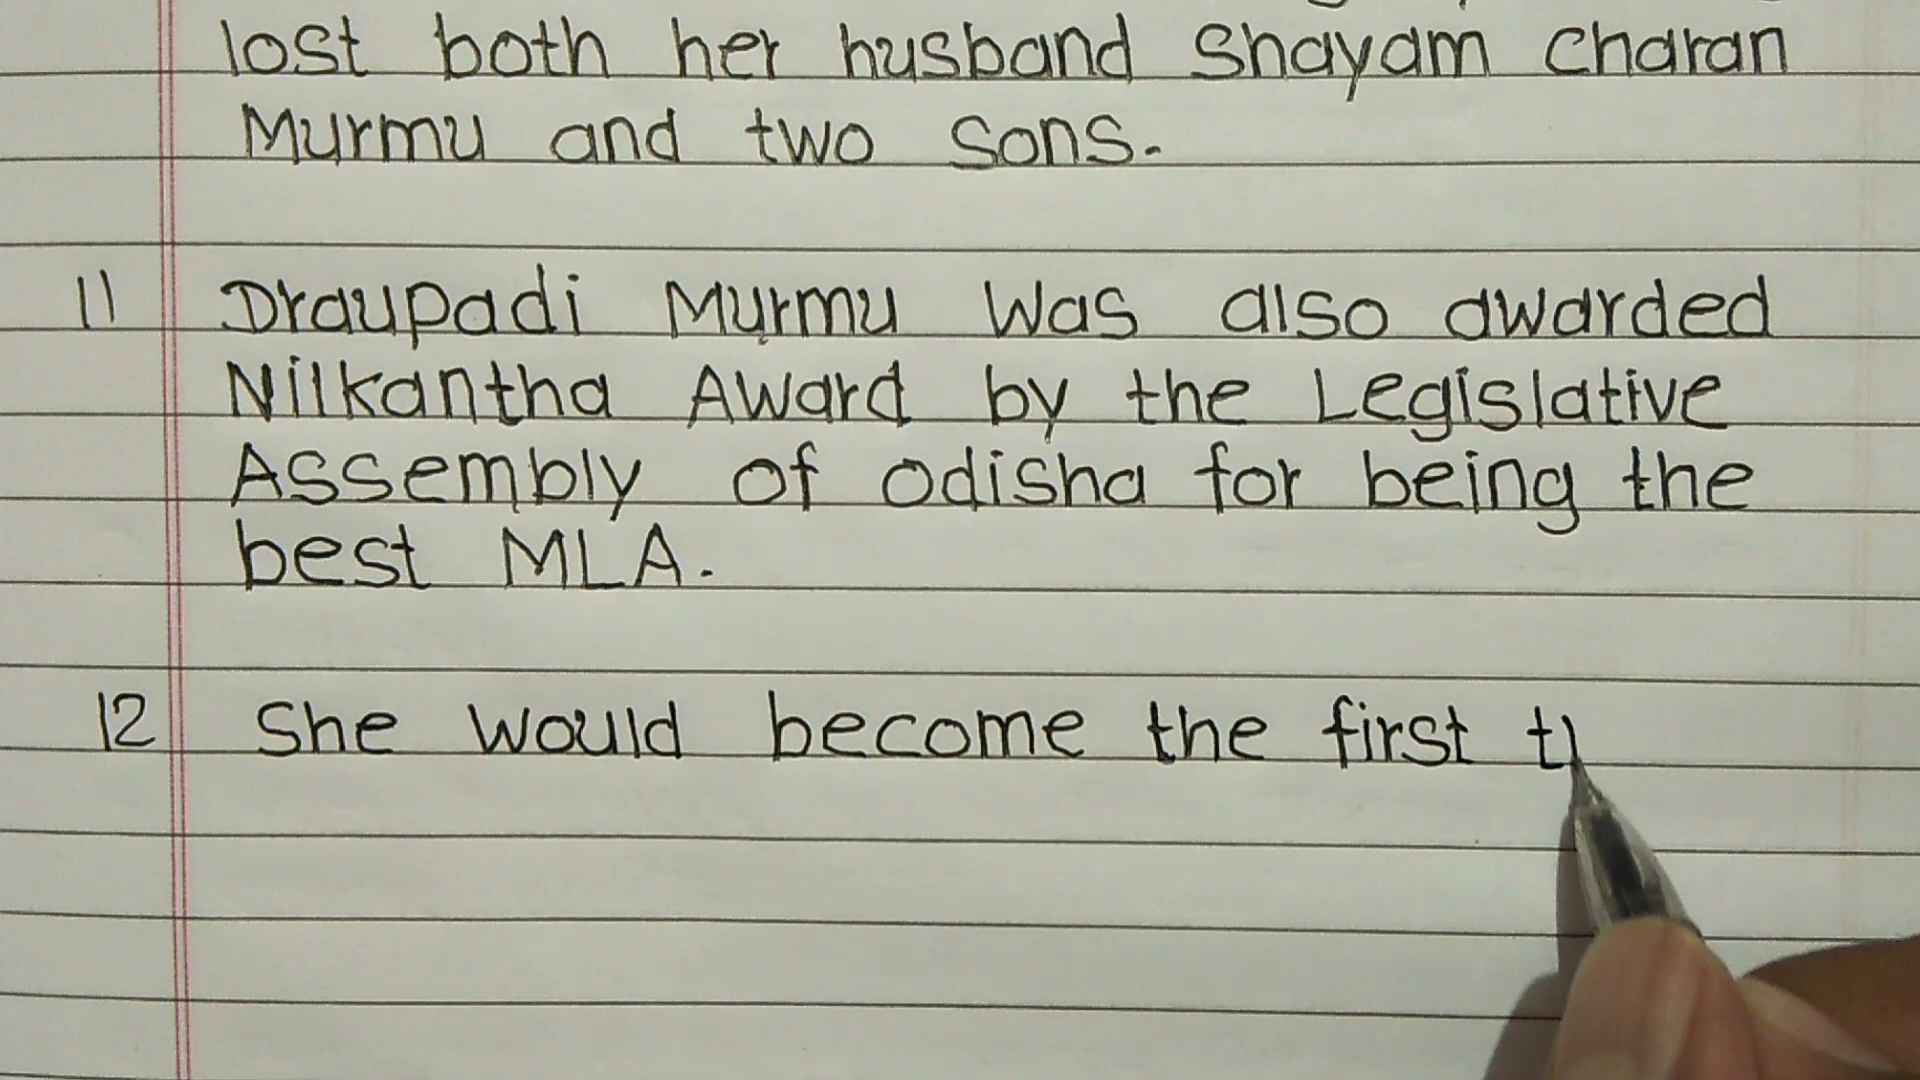 lost both her husband Shayam Charan
Murmu and two Sons.
11 Draupadi Murmu Was also awarded
Nilkantha Award by the Legislative
Assembly of Odisha for being the
best MLA.
12 She would become the first